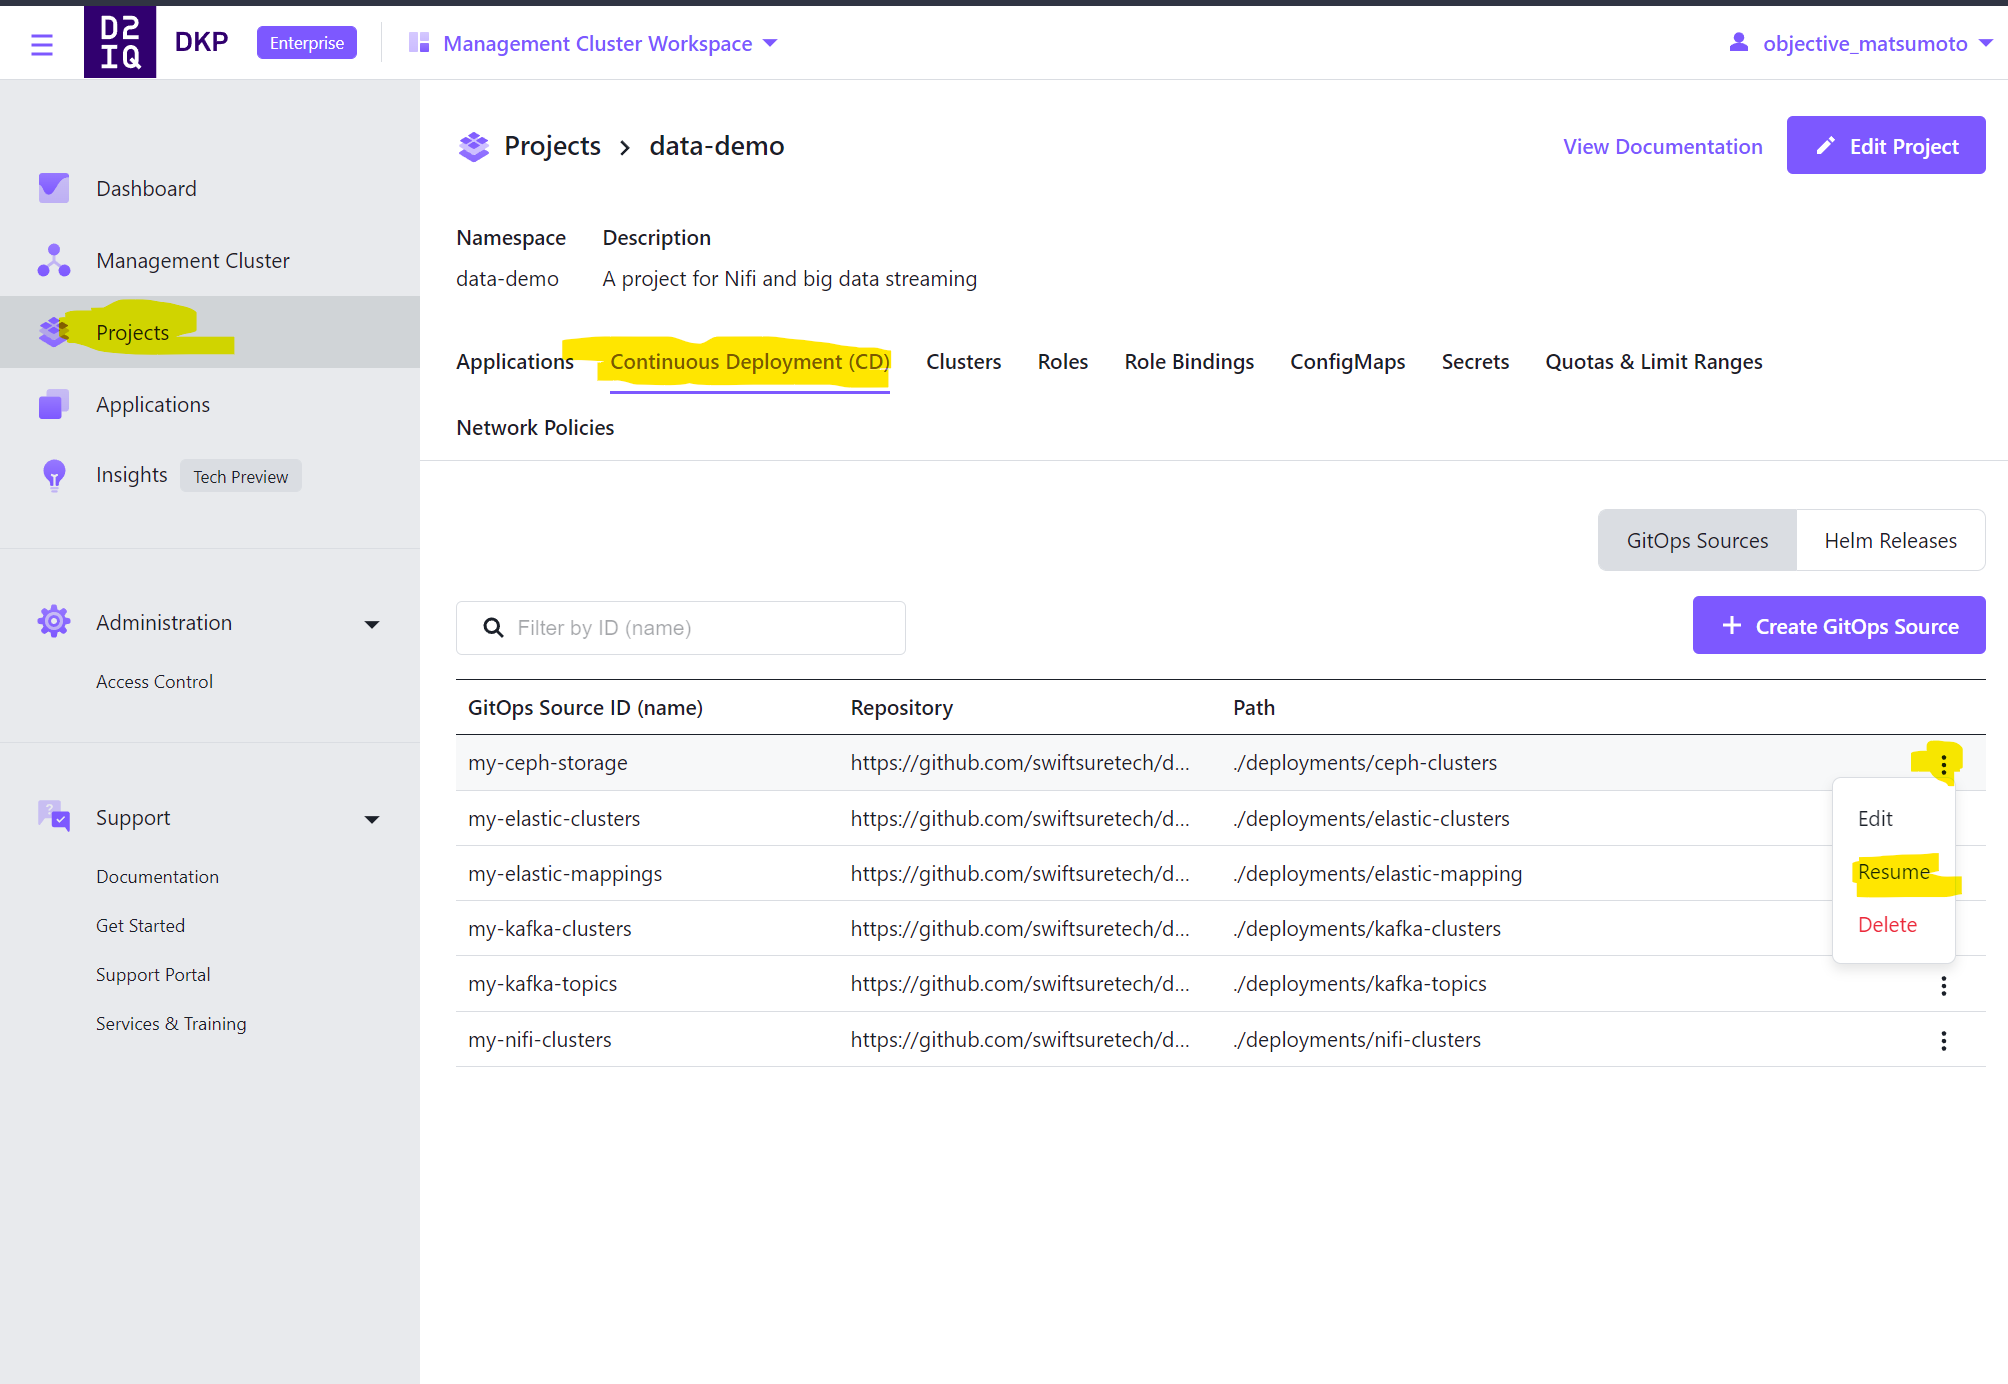 D2
IQ
DKP
Enterprise
Management Cluster Workspace
objective_matsumoto
Dashboard
Management Cluster
Projects
Applications
Insights
Tech Preview
Administration
Access Control
Support
Documentation
Get Started
Support Portal
Services & Training
Projects > data-demo
View Documentation
Edit Project
Namespace Description
data-demo A project for Nifi and big data streaming
Applications Continuous Deployment (CD) Clusters Roles Role Bindings ConfigMaps Secrets Quotas & Limit Ranges
Network Policies
GitOps Sources Helm Releases
Filter by ID (name)
+ Create GitOps Source
GitOps Source ID (name) Repository Path
my-ceph-storage https://github.com/swiftsuretech/d... ./deployments/ceph-clusters
my-elastic-clusters https://github.com/swiftsuretech/d... ./deployments/elastic-clusters
my-elastic-mappings https://github.com/swiftsuretech/d... ./deployments/elastic-mapping
my-kafka-clusters https://github.com/swiftsuretech/d... ./deployments/kafka-clusters
my-kafka-topics https://github.com/swiftsuretech/d... ./deployments/kafka-topics
my-nifi-clusters https://github.com/swiftsuretech/d... ./deployments/nifi-clusters
Edit
Resume
Delete